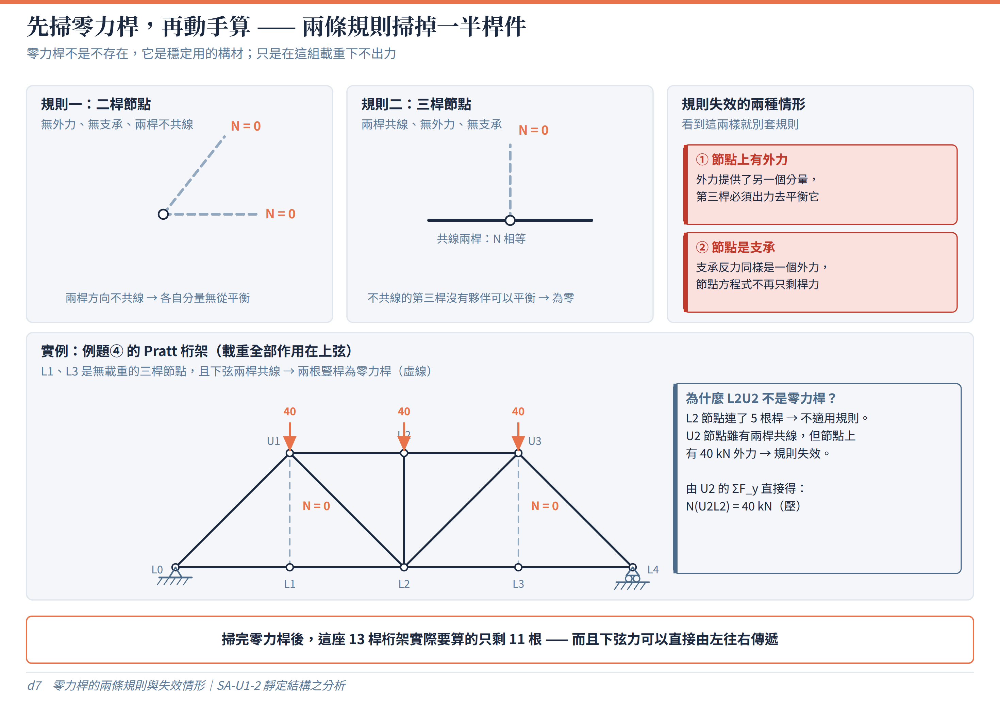 先掃零力桿，再動手算 —— 兩條規則掃掉一半桿件
零力桿不是不存在，它是穩定用的構材；只是在這組載重下不出力
規則一：二桿節點
無外力、無支承、兩桿不共線
N = 0
N = 0
兩桿方向不共線 → 各自分量無從平衡
規則二：三桿節點
兩桿共線、無外力、無支承
N = 0
共線兩桿：N 相等
不共線的第三桿沒有夥伴可以平衡 → 為零
規則失效的兩種情形
看到這兩樣就別套規則
① 節點上有外力
外力提供了另一個分量，
第三桿必須出力去平衡它
② 節點是支承
支承反力同樣是一個外力，
節點方程式不再只剩桿力
實例：例題④ 的 Pratt 桁架（載重全部作用在上弦）
L1、L3 是無載重的三桿節點，且下弦兩桿共線 → 兩根豎桿為零力桿（虛線）
40
40
40
U1
U3
N = 0
N = 0
L0
L4
L1
L2
L3
為什麼 L2U2 不是零力桿？
L2 節點連了 5 根桿 → 不適用規則。
U2 節點雖有兩桿共線，但節點上
有 40 kN 外力 → 規則失效。
由 U2 的 ΣF_y 直接得：
N(U2L2) = 40 kN（壓）
掃完零力桿後，這座 13 桿桁架實際要算的只剩 11 根 —— 而且下弦力可以直接由左往右傳遞
d7 零力桿的兩條規則與失效情形｜SA-U1-2 靜定結構之分析